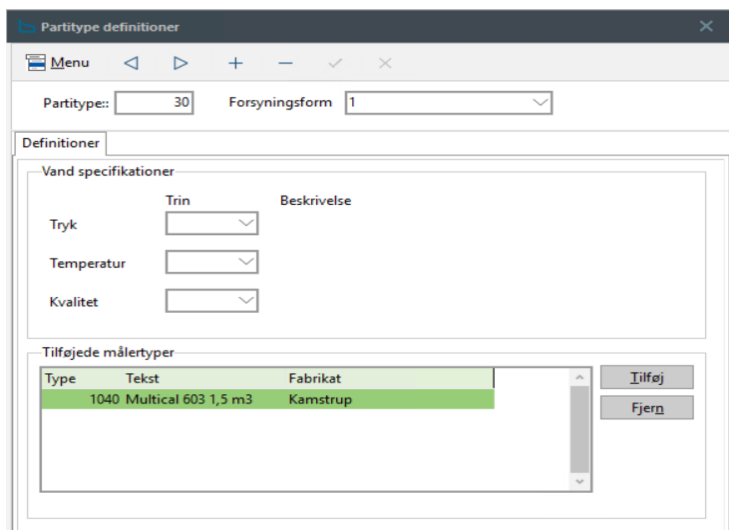 Partitype definitioner
Menu
Partitype:: 30 Forsyningsform 1
Definitioner
Vand specifikationer
Trin Beskrivelse
Tryk
Temperatur
Kvalitet
Tilføjede målertyper
Type Tekst Fabrikat Tilføj
1040 Multical 603 1,5 m3 Kamstrup
Fjern